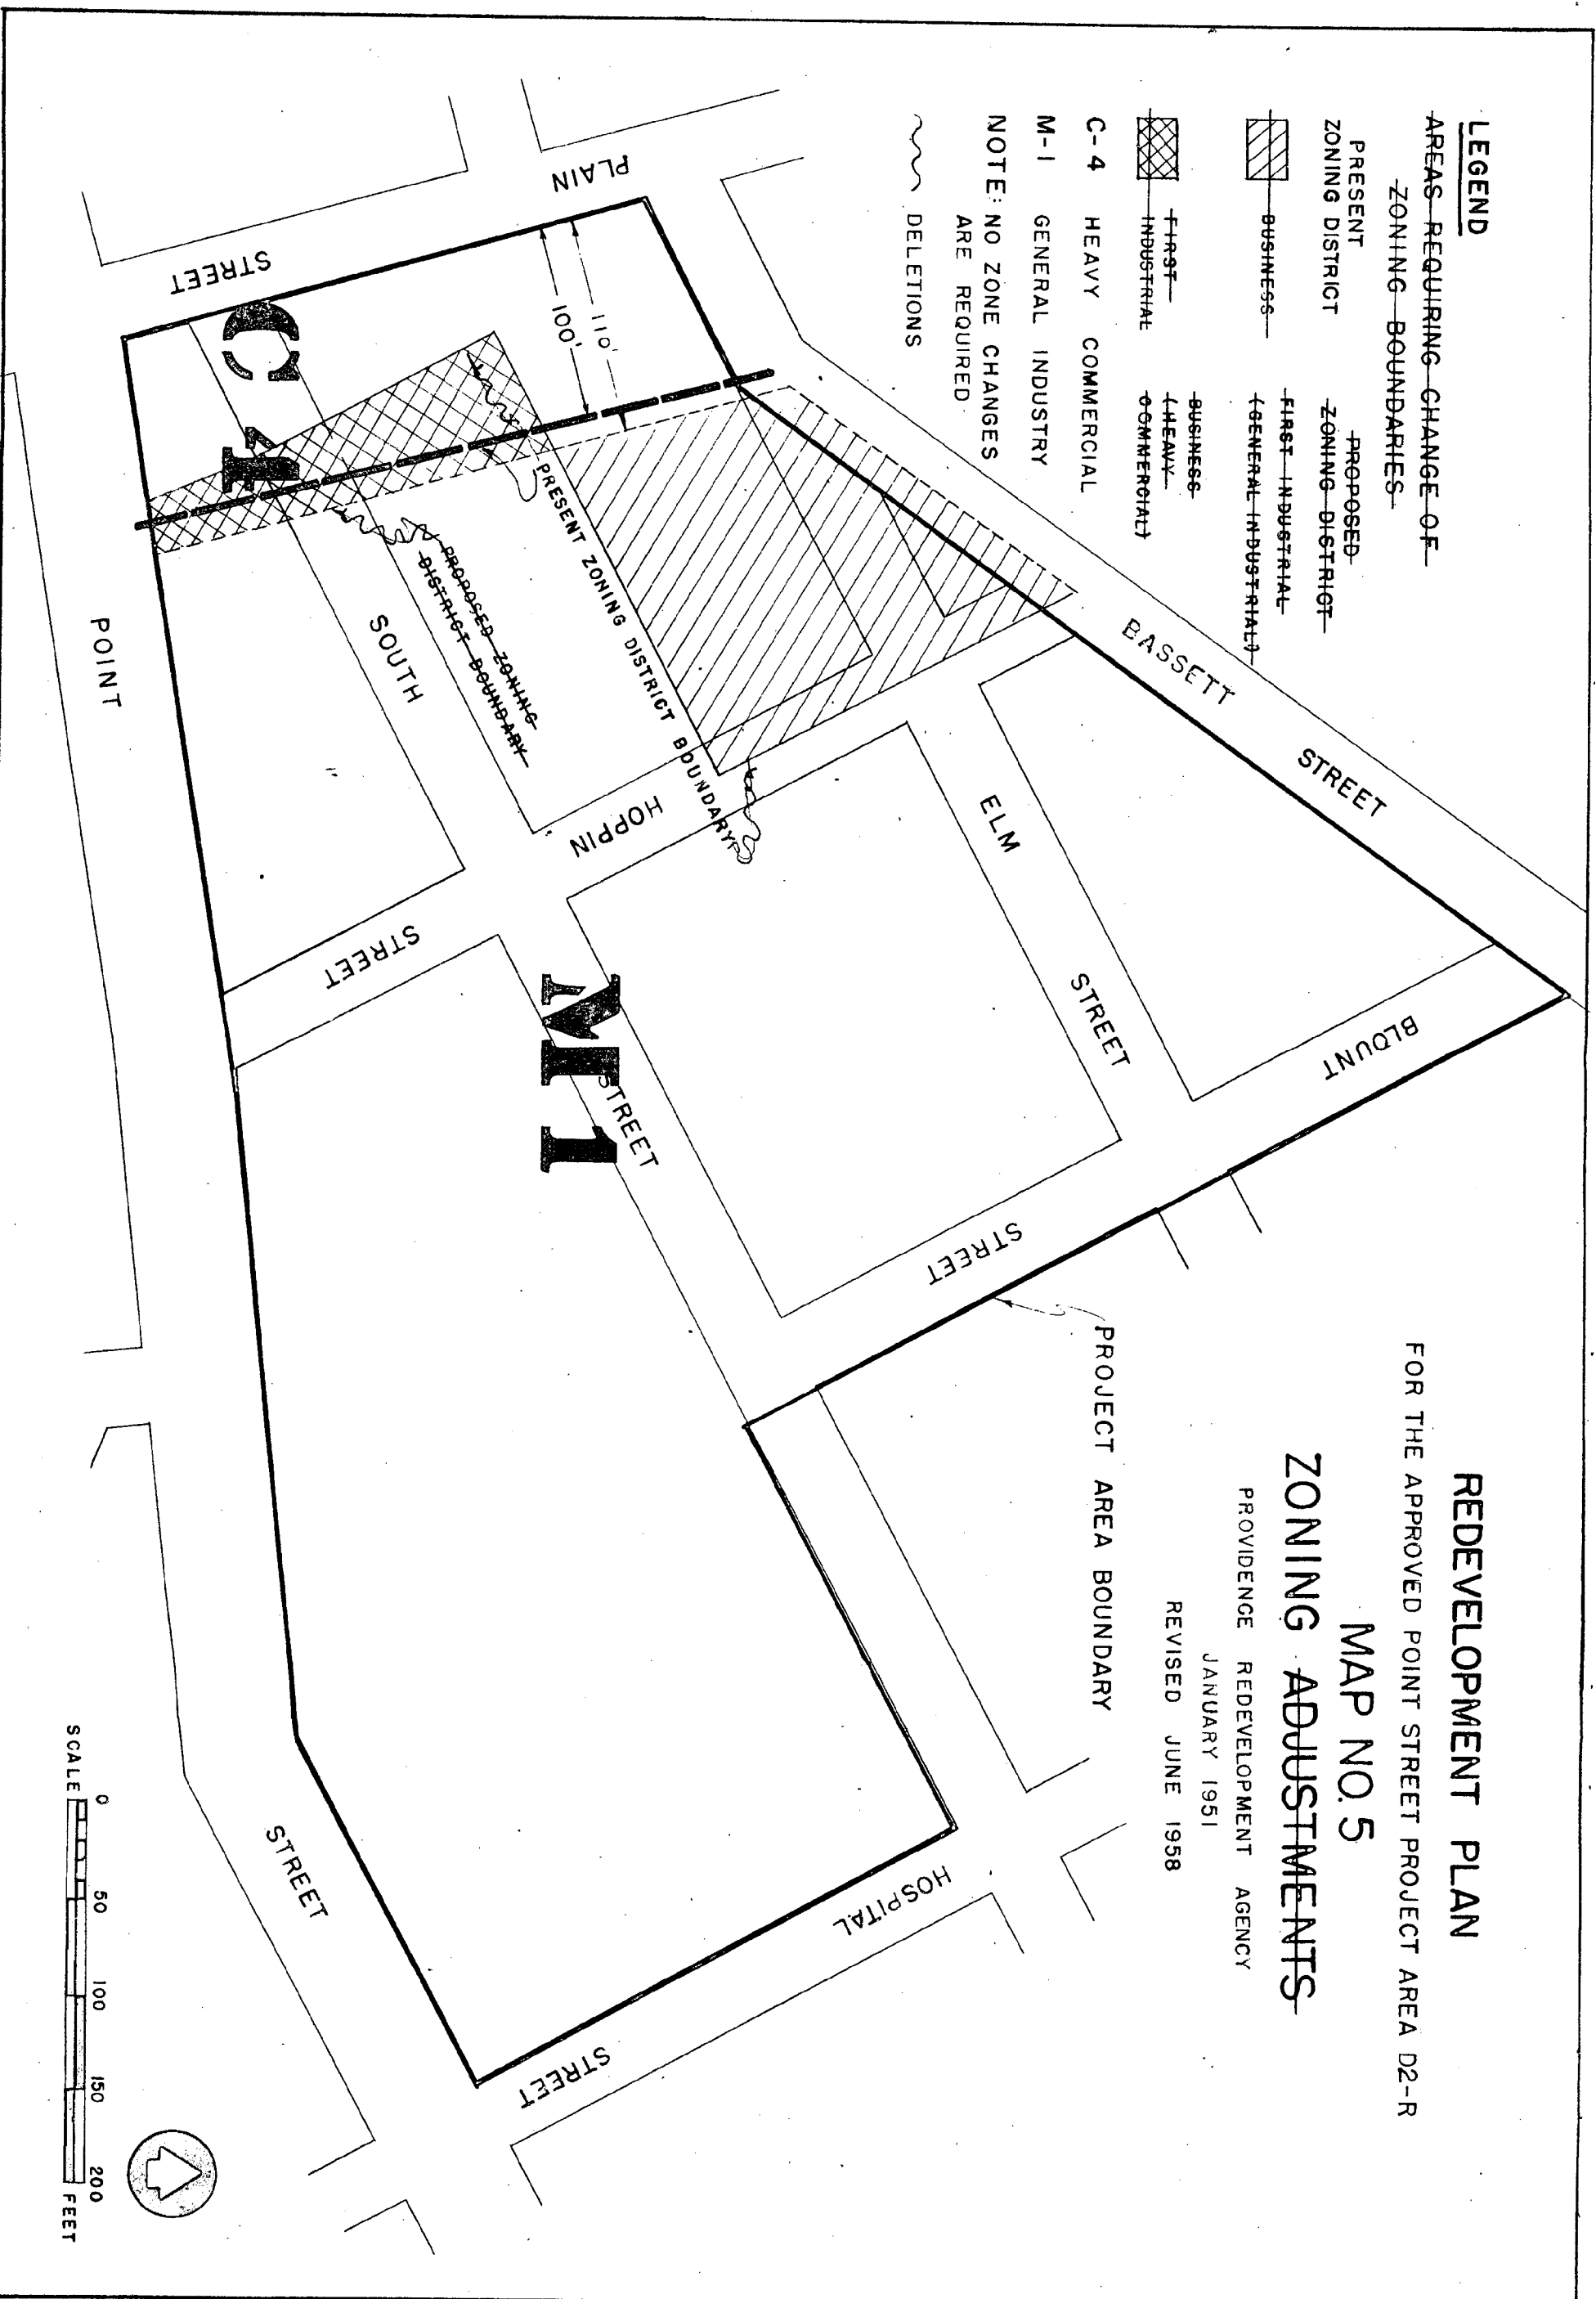 REDEVELOPMENT PLAN
FOR THE APPROVED POINT STREET PROJECT AREA D2-R
MAP NO. 5
ZONING ADJUSTMENTS
PROVIDENCE REDEVELOPMENT AGENCY
JANUARY 1951
REVISED JUNE 1958
LEGEND
AREAS REQUIRING CHANGE OF
ZONING BOUNDARIES
PRESENT
ZONING DISTRICT
PROPOSED
ZONING DISTRICT
BUSINESS
FIRST INDUSTRIAL
(GENERAL INDUSTRIAL)
FIRST
INDUSTRIAL
BUSINESS
(HEAVY
COMMERCIAL)
C-4 HEAVY COMMERCIAL
M-1 GENERAL INDUSTRY
NOTE: NO ZONE CHANGES
ARE REQUIRED
DELETIONS
BASSETT
STREET
BLOUNT
STREET
ELM
STREET
PLAIN
STREET
110'
100'
PRESENT ZONING DISTRICT BOUNDARY
PROPOSED ZONING
DISTRICT BOUNDARY
HOPPIN
STREET
SOUTH
STREET
C 4
M 1
PROJECT AREA BOUNDARY
HOSPITAL
STREET
POINT
STREET
SCALE 0 50 100 150 200 FEET